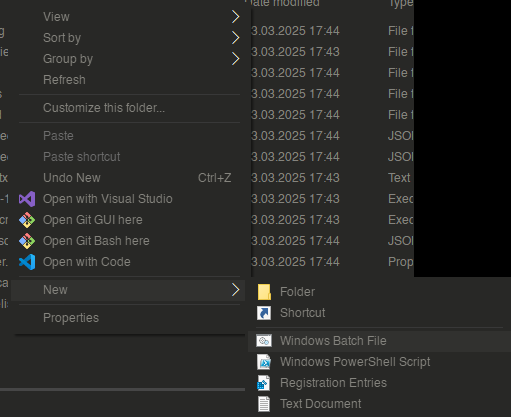 View
Sort by
Group by
Refresh
Customize this folder...
Paste
Paste shortcut
Undo New Ctrl+Z
Open with Visual Studio
Open Git GUI here
Open Git Bash here
Open with Code
New
Properties
Date modified Type
3.03.2025 17:44 File f
3.03.2025 17:43 File f
3.03.2025 17:44 File f
3.03.2025 17:44 File f
3.03.2025 17:44 File f
3.03.2025 17:44 JSO
3.03.2025 17:44 JSO
3.03.2025 17:43 Text
3.03.2025 17:43 Exec
3.03.2025 17:43 Exec
3.03.2025 17:44 JSO
3.03.2025 17:44 Prop
Folder
Shortcut
Windows Batch File
Windows PowerShell Script
Registration Entries
Text Document